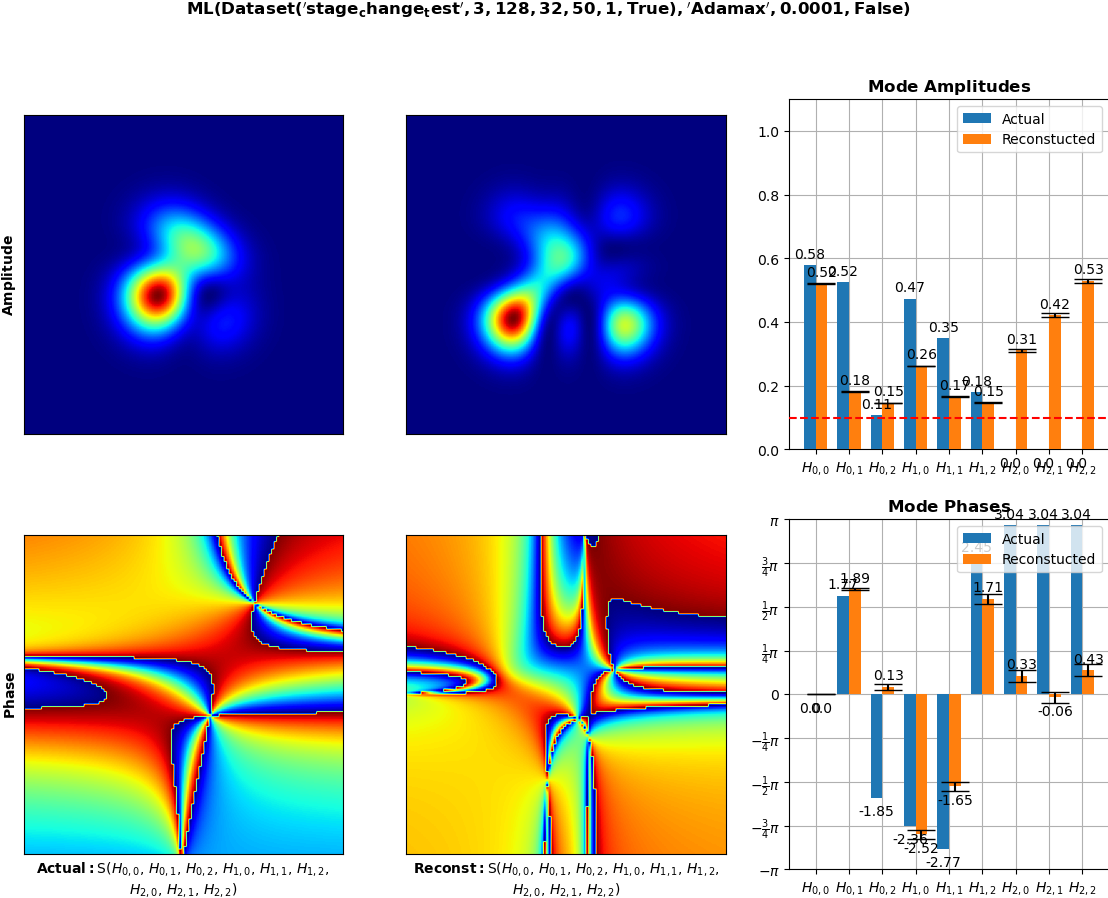 ML(Dataset('stage_change_test', 3, 128, 32, 50, 1, True), 'Adamax', 0.0001, False)
Amplitude
Mode Amplitudes
Actual
Reconstucted
1.0
0.8
0.6
0.4
0.2
0.0
0.58
0.52
0.52
0.18
0.11
0.15
0.47
0.26
0.35
0.17
0.18
0.15
0.0
0.31
0.0
0.42
0.0
0.53
H0,0 H0,1 H0,2 H1,0 H1,1 H1,2 H2,0 H2,1 H2,2
Phase
Actual: S(H0,0, H0,1, H0,2, H1,0, H1,1, H1,2,
H2,0, H2,1, H2,2)
Reconst: S(H0,0, H0,1, H0,2, H1,0, H1,1, H1,2,
H2,0, H2,1, H2,2)
Mode Phases
Actual
Reconstucted
π
3/4π
1/2π
1/4π
0
−1/4π
−1/2π
−3/4π
−π
0.0
0.0
1.77
1.89
-1.85
0.13
-2.36
-2.52
-2.77
-1.65
2.45
1.71
3.04
0.33
3.04
-0.06
3.04
0.43
H0,0 H0,1 H0,2 H1,0 H1,1 H1,2 H2,0 H2,1 H2,2